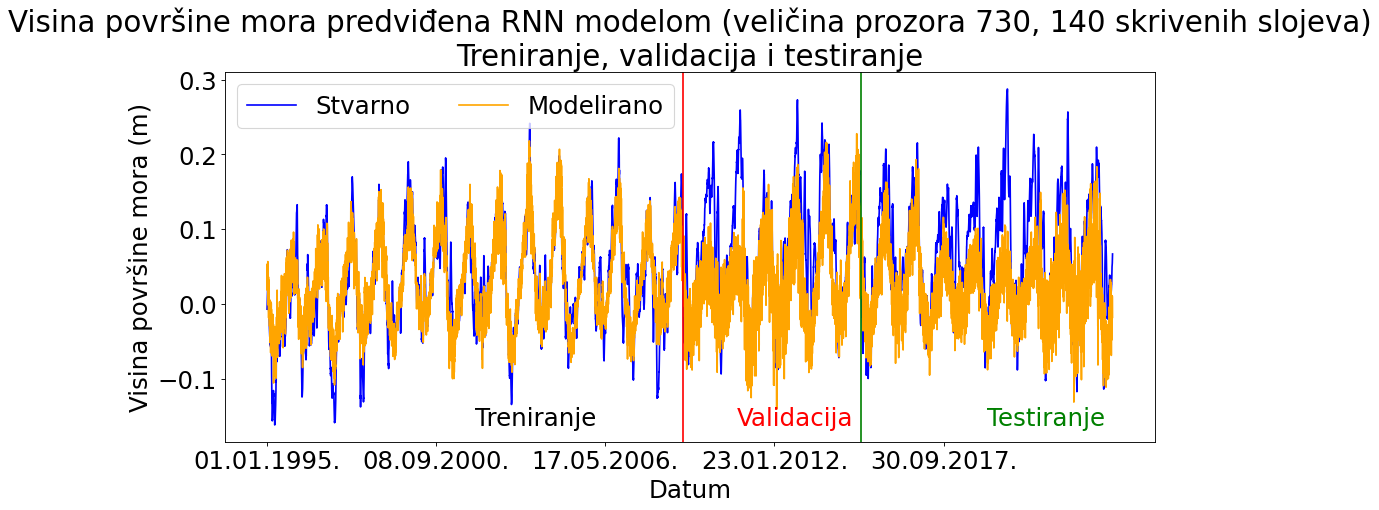 Visina površine mora predviđena RNN modelom (veličina prozora 730, 140 skrivenih slojeva)
Treniranje, validacija i testiranje
Stvarno
Modelirano
Visina površine mora (m)
0.3
0.2
0.1
0.0
−0.1
Treniranje
Validacija
Testiranje
01.01.1995.
08.09.2000.
17.05.2006.
23.01.2012.
30.09.2017.
Datum